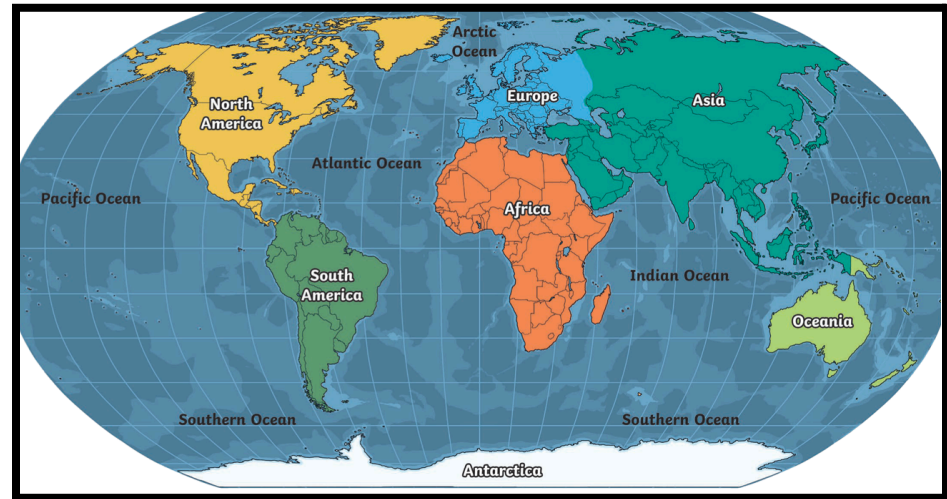 Arctic
Ocean
North
America
Europe
Asia
Atlantic Ocean
Pacific Ocean
Africa
Pacific Ocean
South
America
Indian Ocean
Oceania
Southern Ocean
Southern Ocean
Antarctica